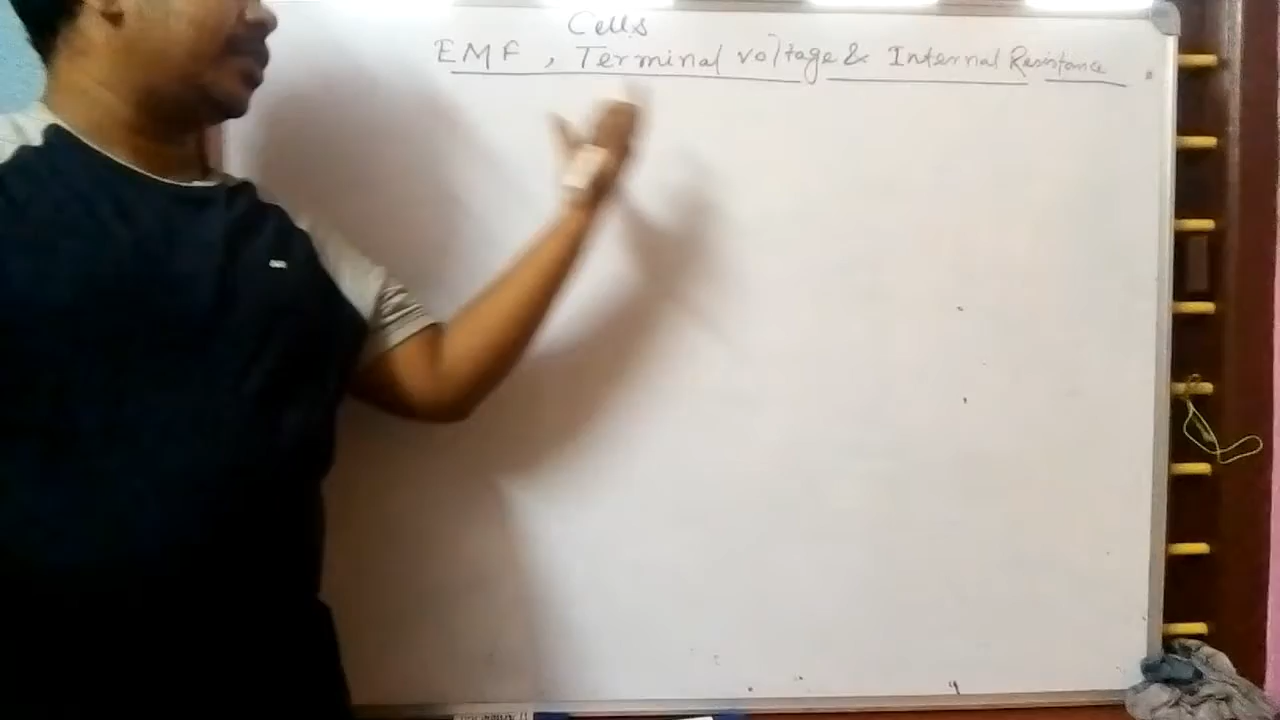 Cells
EMF , Terminal voltage & Internal Resistance